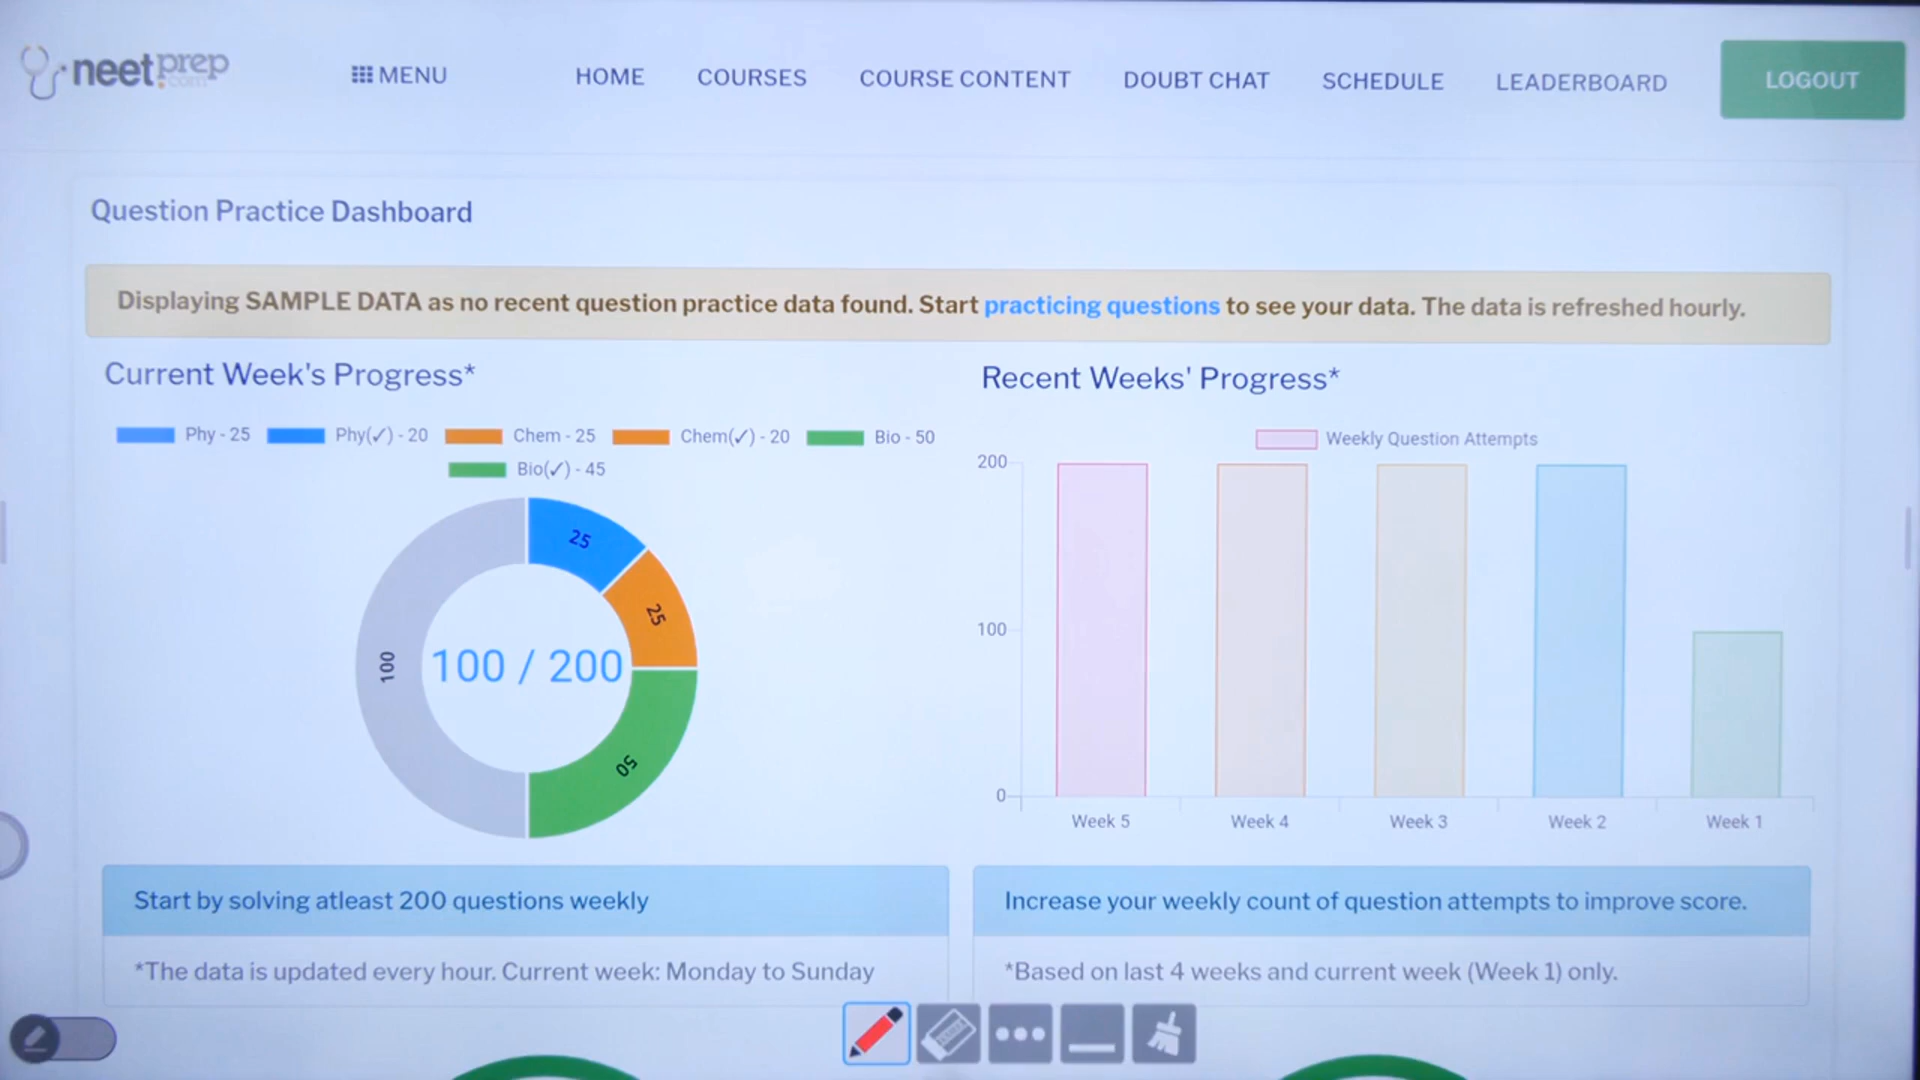 neetprep
.com
MENU
HOME
COURSES
COURSE CONTENT
DOUBT CHAT
SCHEDULE
LEADERBOARD
LOGOUT
Question Practice Dashboard
Displaying SAMPLE DATA as no recent question practice data found. Start practicing questions to see your data. The data is refreshed hourly.
Current Week's Progress*
Phy - 25 Phy(✓) - 20 Chem - 25 Chem(✓) - 20 Bio - 50
Bio(✓) - 45
25
25
50
100
100 / 200
Start by solving atleast 200 questions weekly
*The data is updated every hour. Current week: Monday to Sunday
Recent Weeks' Progress*
Weekly Question Attempts
200
100
0
Week 5 Week 4 Week 3 Week 2 Week 1
Increase your weekly count of question attempts to improve score.
*Based on last 4 weeks and current week (Week 1) only.